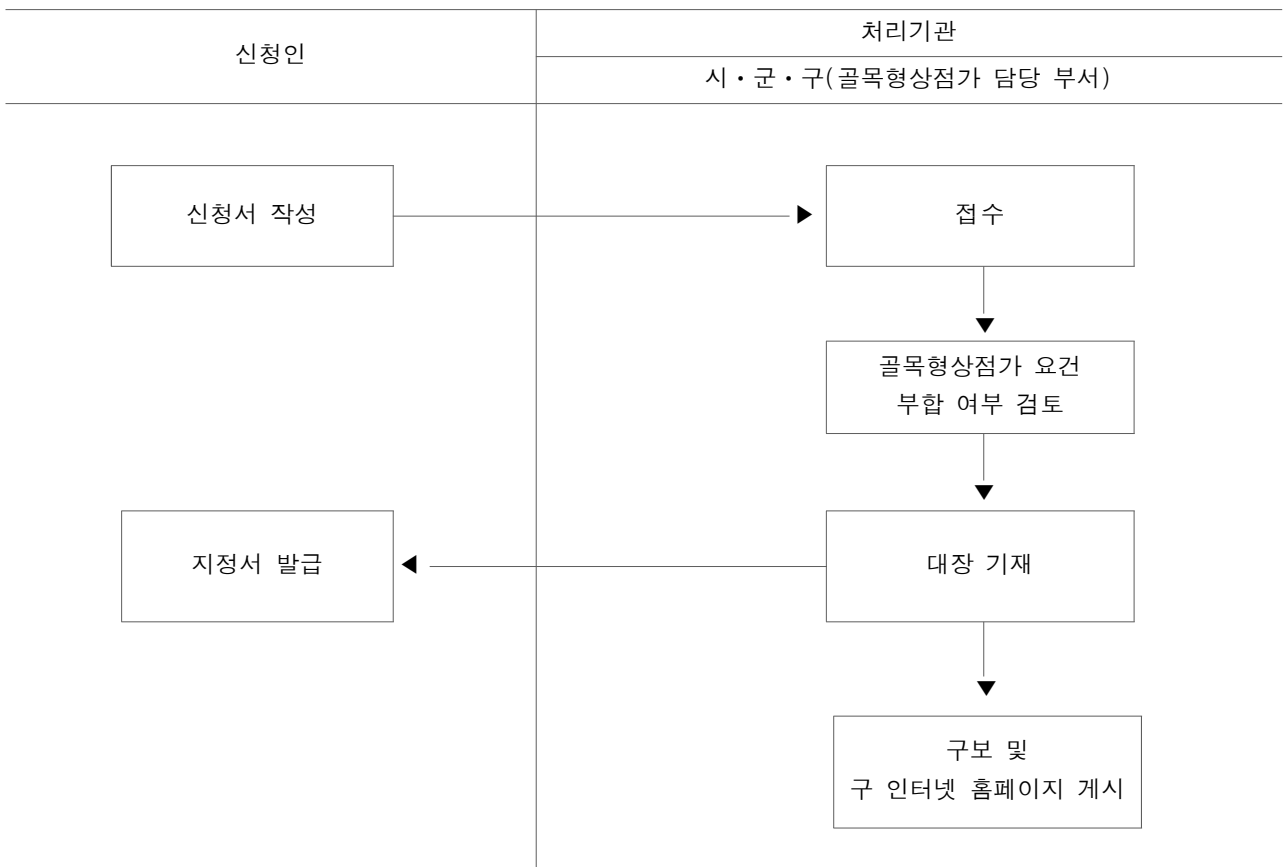 신청인
처리기관
시・군・구(골목형상점가 담당 부서)
신청서 작성
접수
골목형상점가 요건
부합 여부 검토
지정서 발급
대장 기재
구보 및
구 인터넷 홈페이지 게시